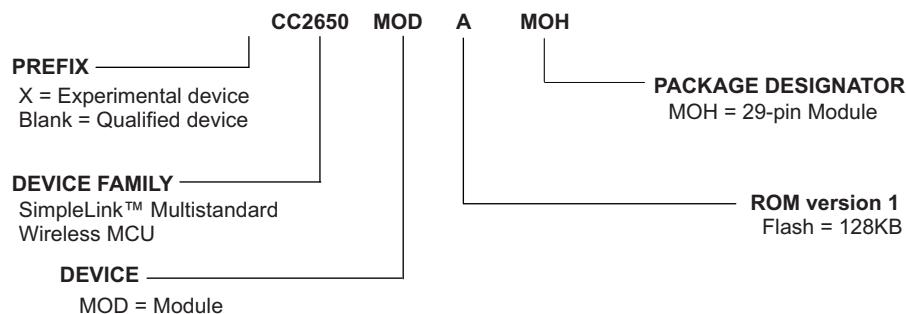 CC2650 MOD A MOH
PREFIX
X = Experimental device
Blank = Qualified device
PACKAGE DESIGNATOR
MOH = 29-pin Module
DEVICE FAMILY
SimpleLink™ Multistandard
Wireless MCU
ROM version 1
Flash = 128KB
DEVICE
MOD = Module